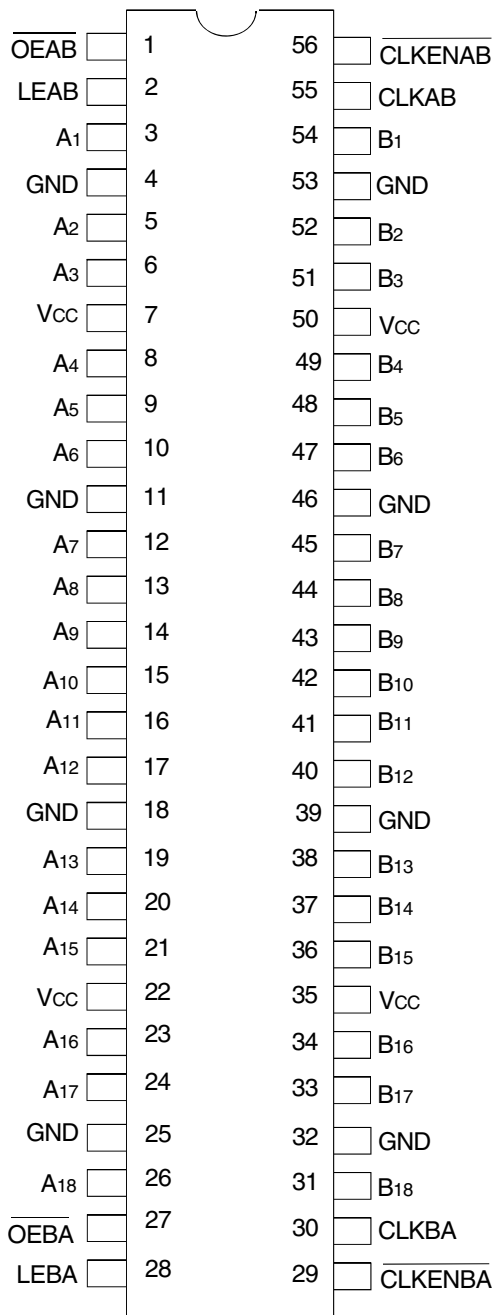 OEAB 1 56 CLKENAB
LEAB 2 55 CLKAB
A1 3 54 B1
GND 4 53 GND
A2 5 52 B2
A3 6 51 B3
VCC 7 50 VCC
A4 8 49 B4
A5 9 48 B5
A6 10 47 B6
GND 11 46 GND
A7 12 45 B7
A8 13 44 B8
A9 14 43 B9
A10 15 42 B10
A11 16 41 B11
A12 17 40 B12
GND 18 39 GND
A13 19 38 B13
A14 20 37 B14
A15 21 36 B15
VCC 22 35 VCC
A16 23 34 B16
A17 24 33 B17
GND 25 32 GND
A18 26 31 B18
OEBA 27 30 CLKBA
LEBA 28 29 CLKENBA